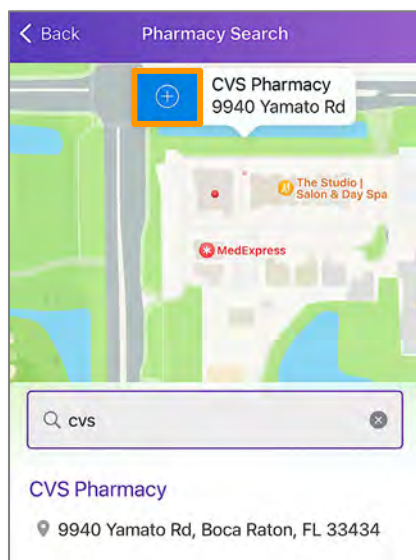 Back
Pharmacy Search
CVS Pharmacy
9940 Yamato Rd
The Studio |
Salon & Day Spa
MedExpress
cvs
CVS Pharmacy
9940 Yamato Rd, Boca Raton, FL 33434